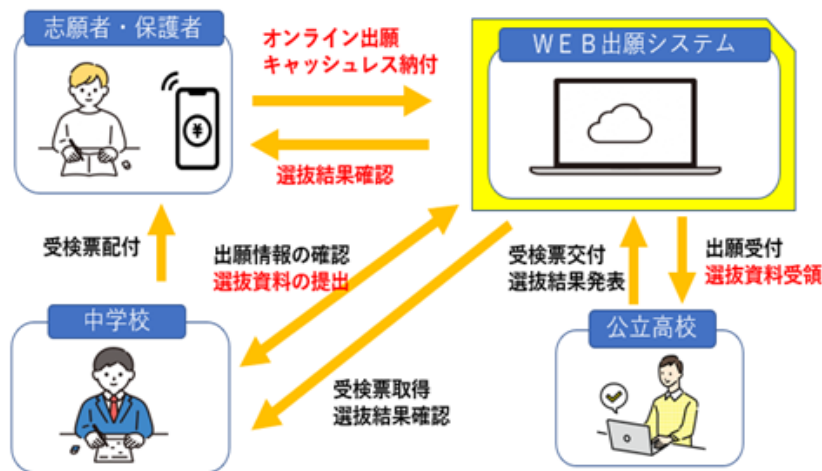 志願者・保護者
オンライン出願
キャッシュレス納付
WEB出願システム
¥
選抜結果確認
受検票配付
出願情報の確認
選抜資料の提出
受検票交付
選抜結果発表
出願受付
選抜資料受領
中学校
公立高校
受検票取得
選抜結果確認